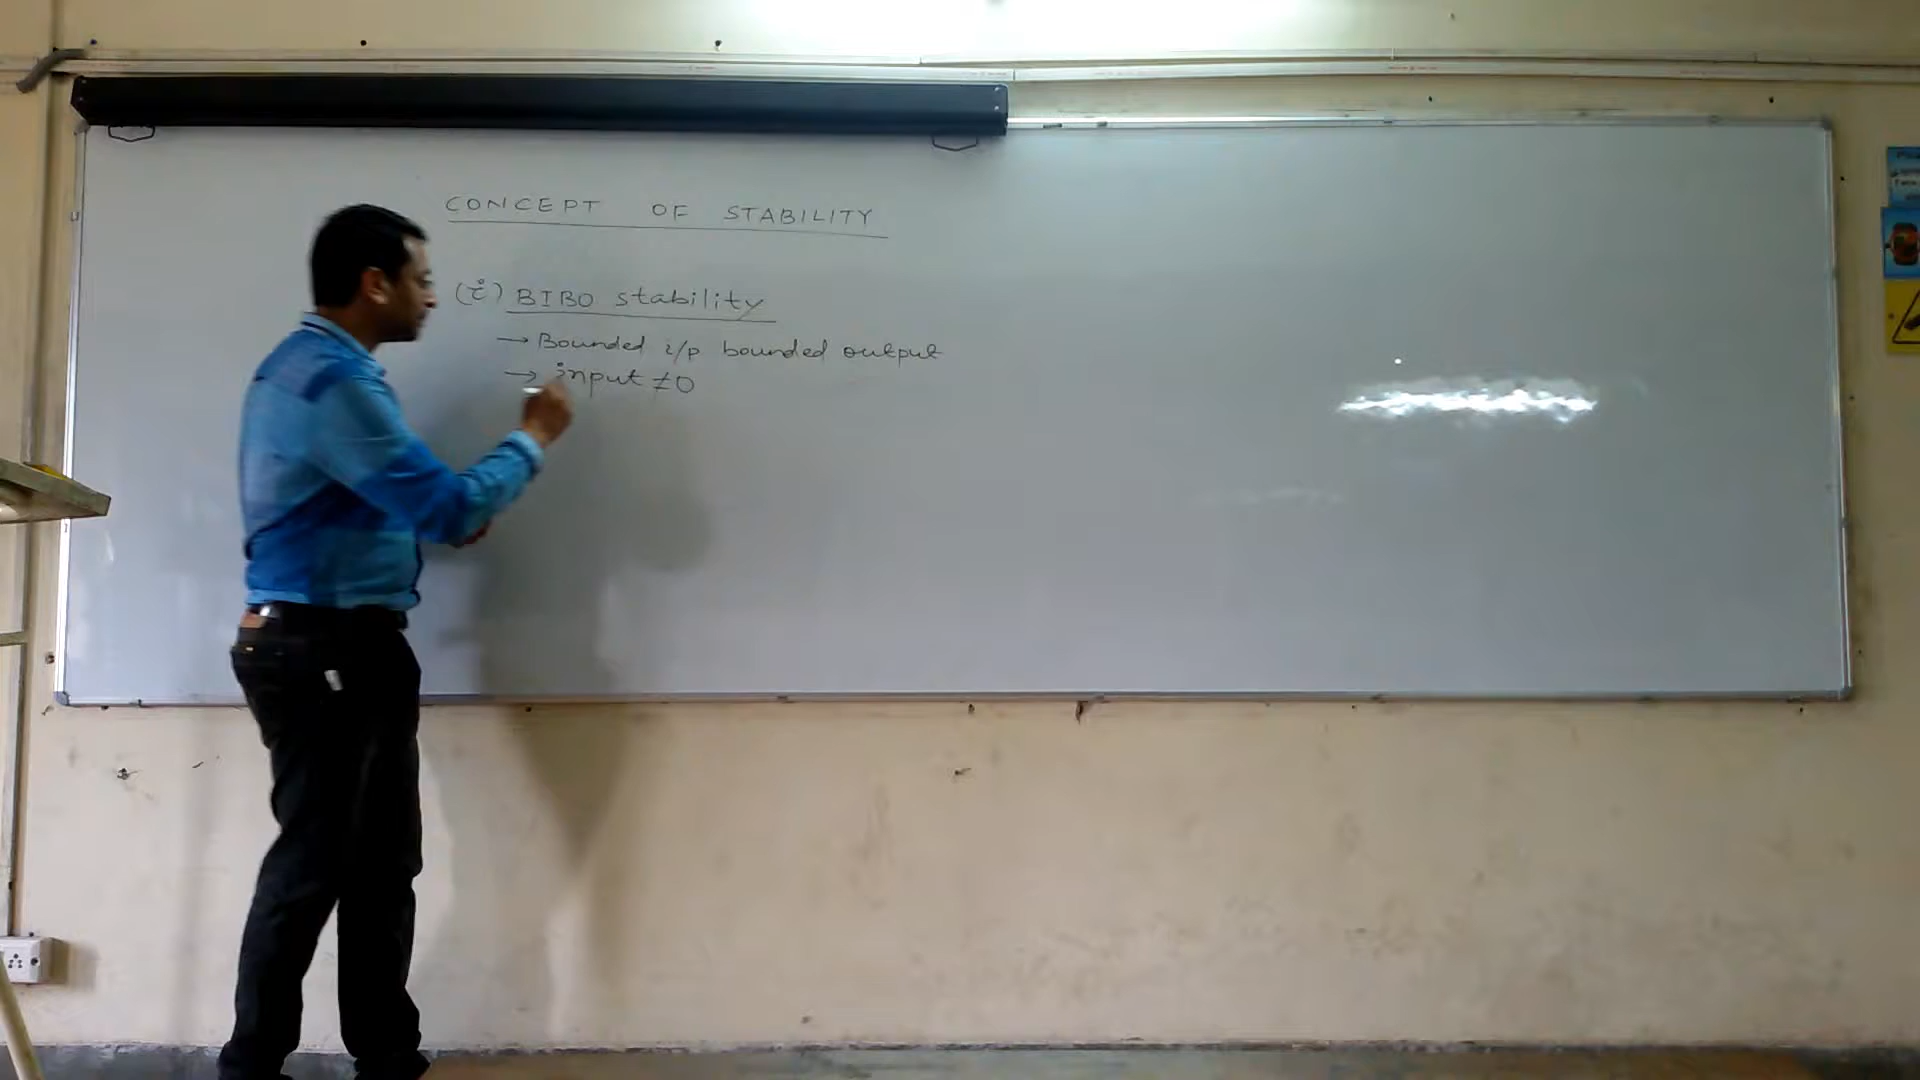 CONCEPT OF STABILITY
(i) BIBO stability
→ Bounded i/p bounded output
→ input ≠0